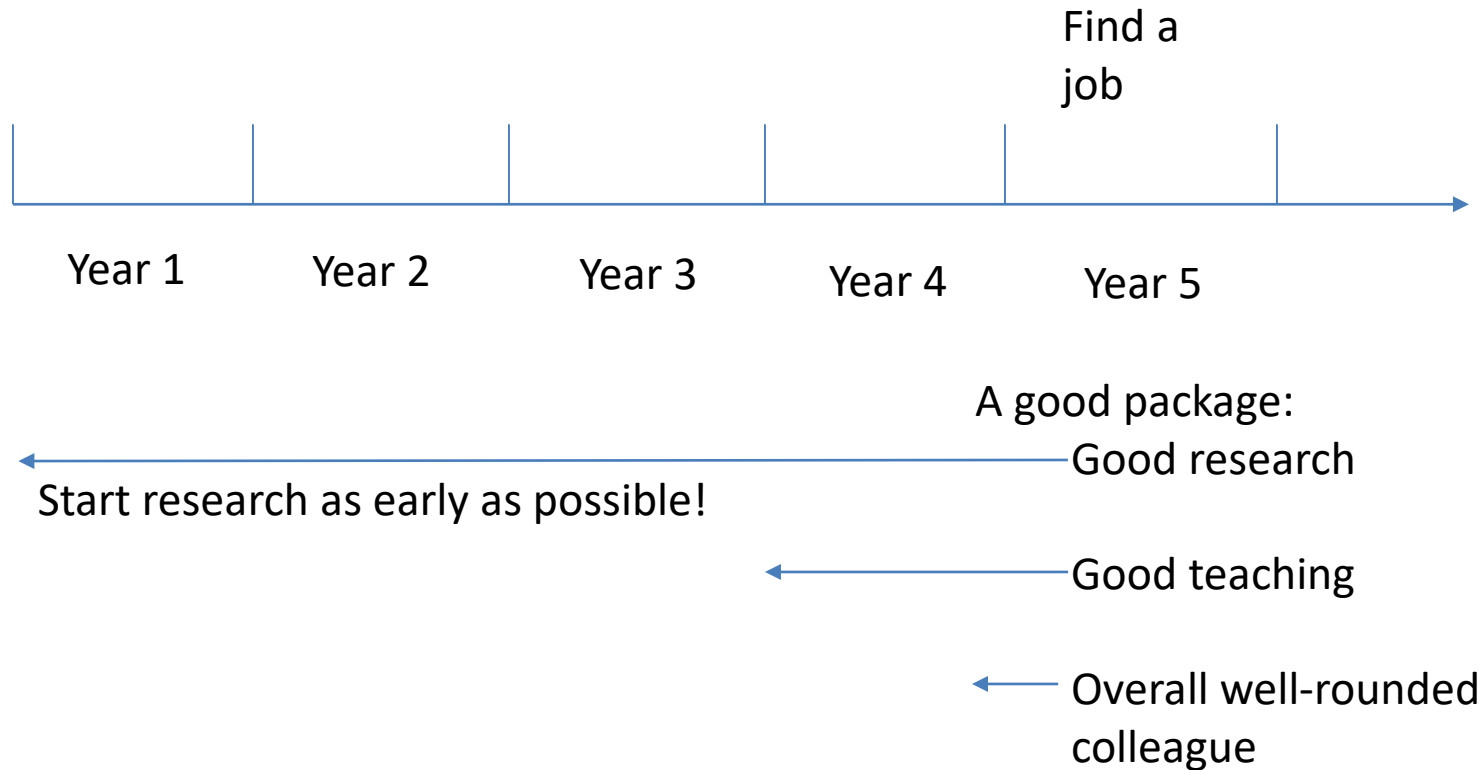 Find a
job
Year 1
Year 2
Year 3
Year 4
Year 5
A good package:
Good research
Start research as early as possible!
Good teaching
Overall well-rounded
colleague